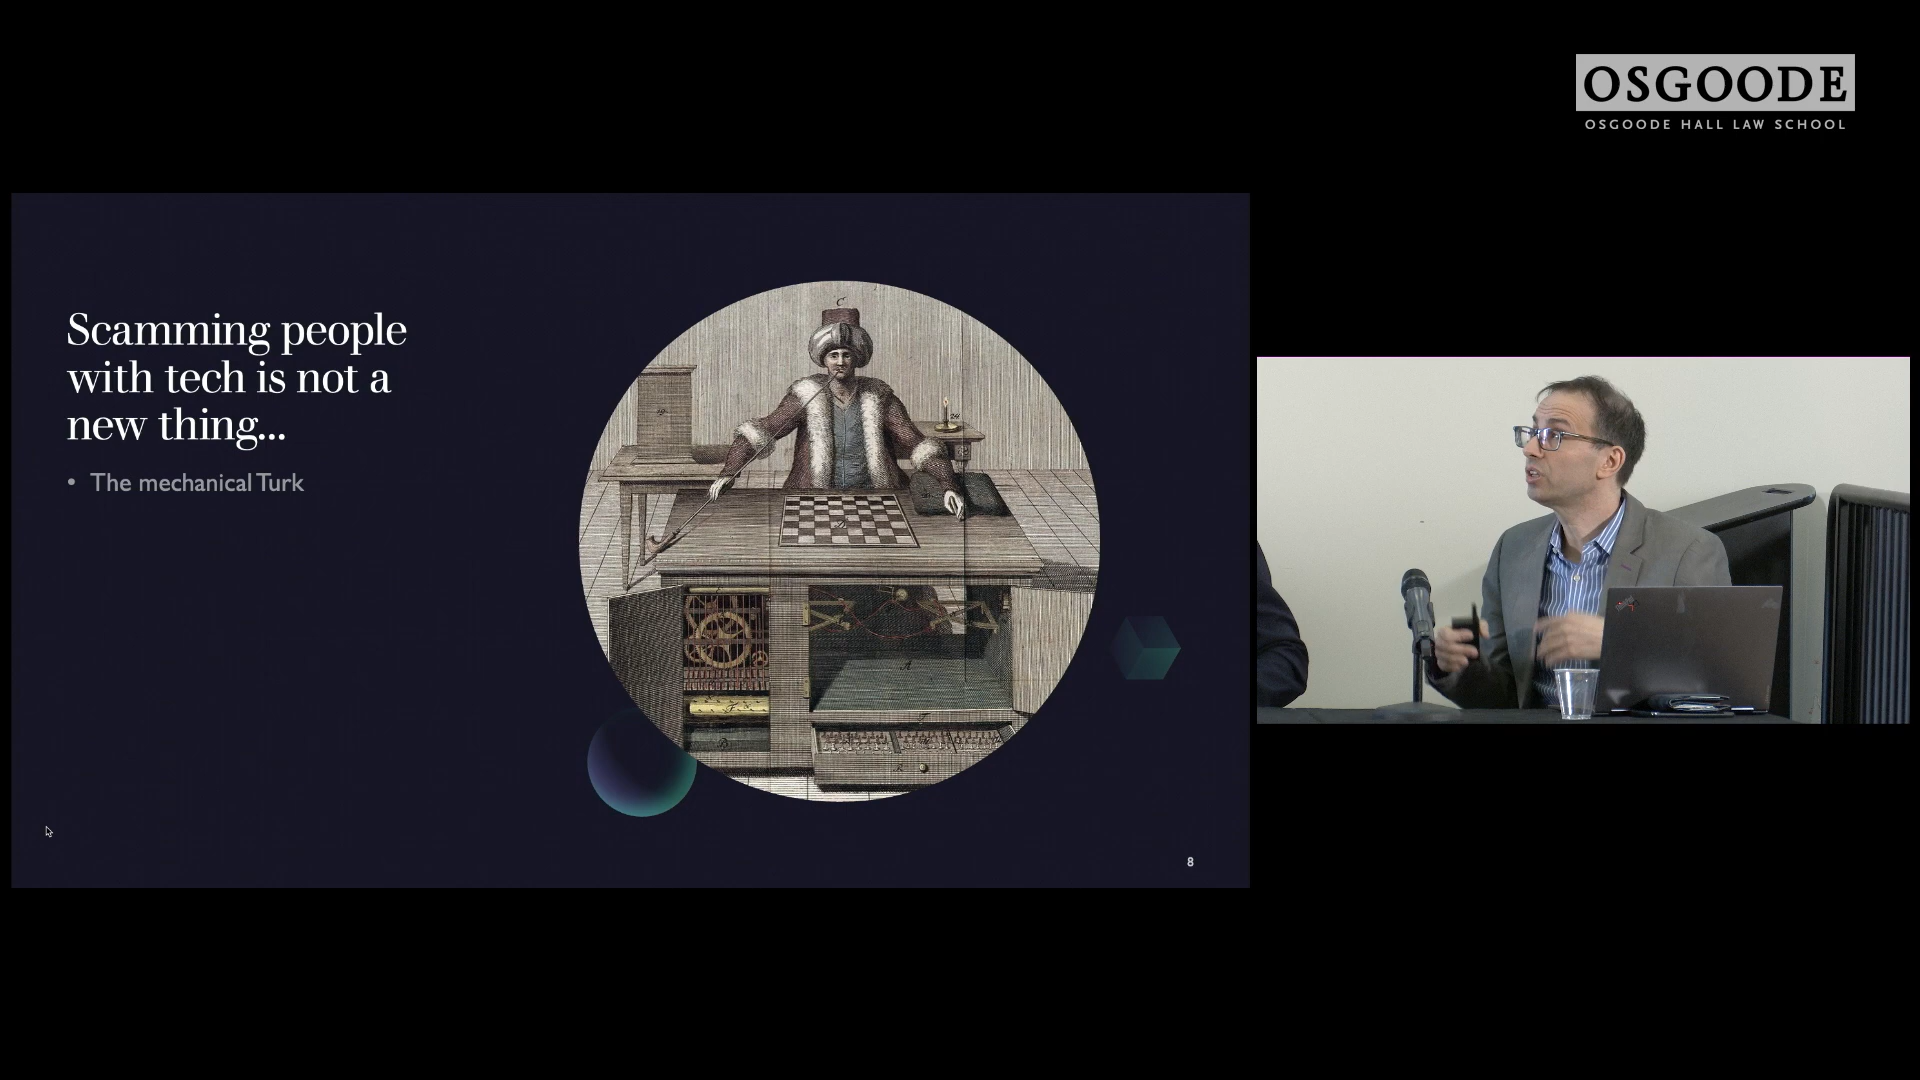 OSGOODE
OSGOODE HALL LAW SCHOOL
Scamming people
with tech is not a
new thing...
• The mechanical Turk
8